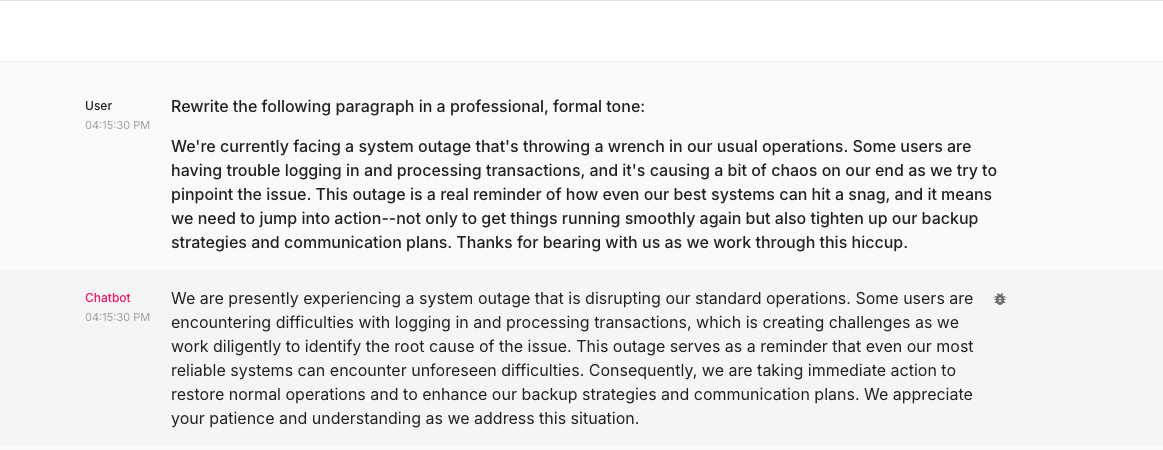 User
04:15:30 PM
Rewrite the following paragraph in a professional, formal tone:
We're currently facing a system outage that's throwing a wrench in our usual operations. Some users are
having trouble logging in and processing transactions, and it's causing a bit of chaos on our end as we try to
pinpoint the issue. This outage is a real reminder of how even our best systems can hit a snag, and it means
we need to jump into action--not only to get things running smoothly again but also tighten up our backup
strategies and communication plans. Thanks for bearing with us as we work through this hiccup.
Chatbot
04:15:30 PM
We are presently experiencing a system outage that is disrupting our standard operations. Some users are
encountering difficulties with logging in and processing transactions, which is creating challenges as we
work diligently to identify the root cause of the issue. This outage serves as a reminder that even our most
reliable systems can encounter unforeseen difficulties. Consequently, we are taking immediate action to
restore normal operations and to enhance our backup strategies and communication plans. We appreciate
your patience and understanding as we address this situation.